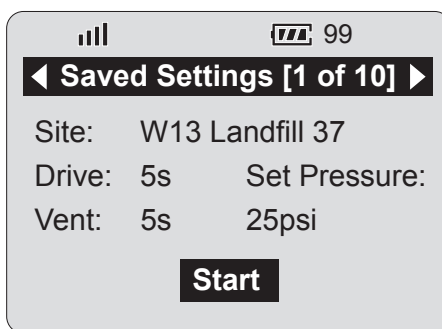 99
Saved Settings [1 of 10]
Site: W13 Landfill 37
Drive: 5s Set Pressure:
Vent: 5s 25psi
Start